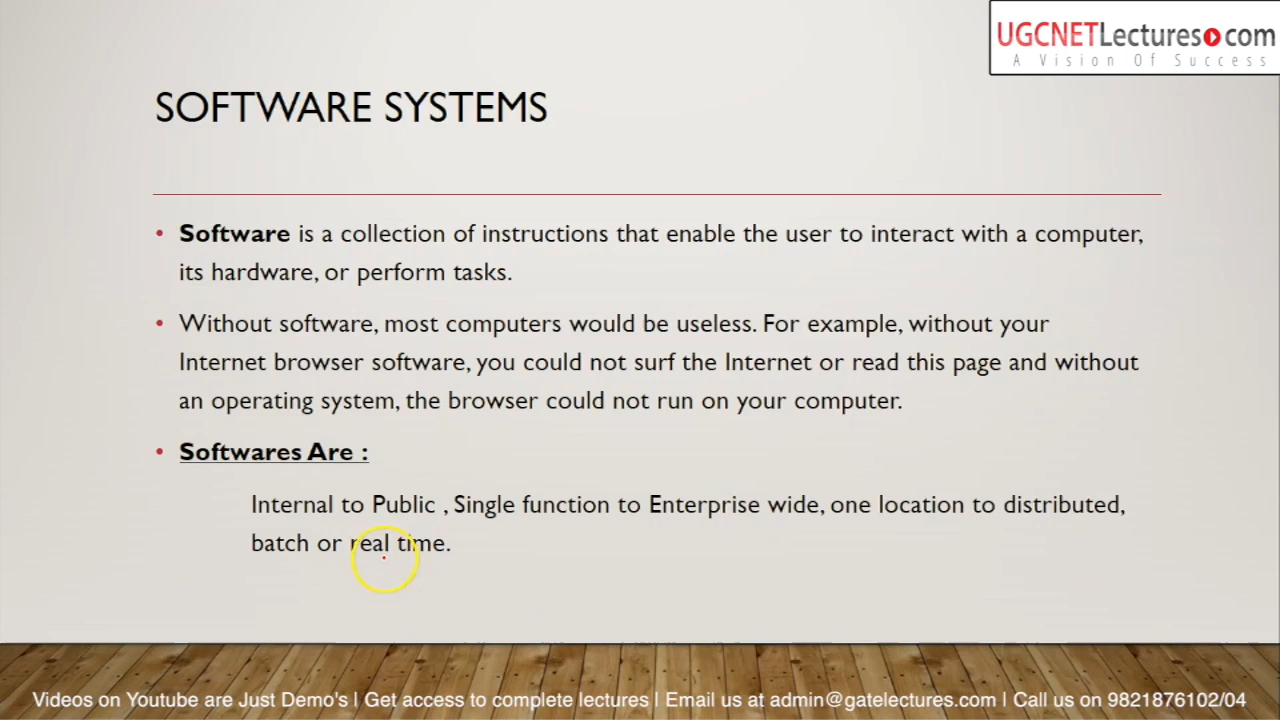 UGCNETLectures.com
A Vision Of Success
SOFTWARE SYSTEMS
• Software is a collection of instructions that enable the user to interact with a computer,
its hardware, or perform tasks.
• Without software, most computers would be useless. For example, without your
Internet browser software, you could not surf the Internet or read this page and without
an operating system, the browser could not run on your computer.
• Softwares Are :
Internal to Public , Single function to Enterprise wide, one location to distributed,
batch or real time.
Videos on Youtube are Just Demo's | Get access to complete lectures | Email us at admin@gatelectures.com | Call us on 9821876102/04